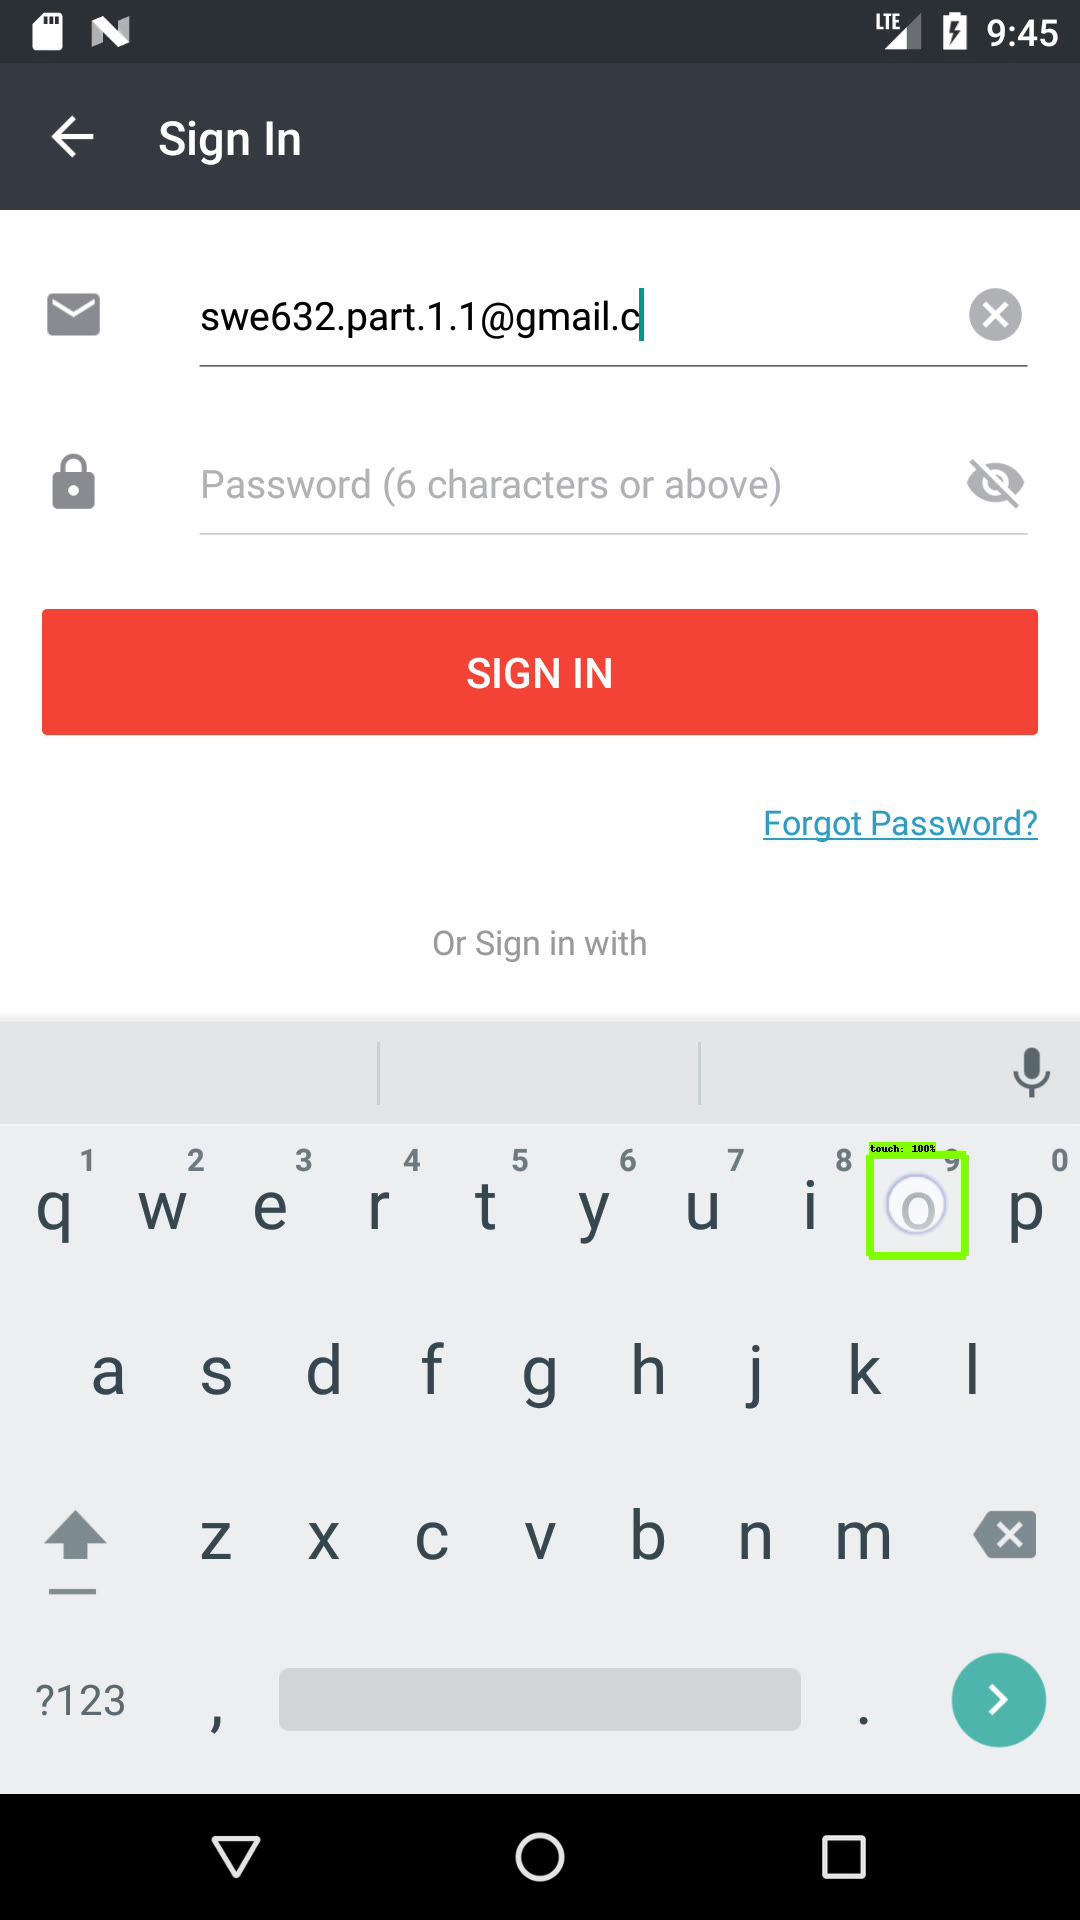 LTE 9:45
Sign In
swe632.part.1.1@gmail.c
Password (6 characters or above)
SIGN IN
Forgot Password?
Or Sign in with
touch: 100%
1 2 3 4 5 6 7 8 9 0
q w e r t y u i o p
a s d f g h j k l
z x c v b n m
?123 , .